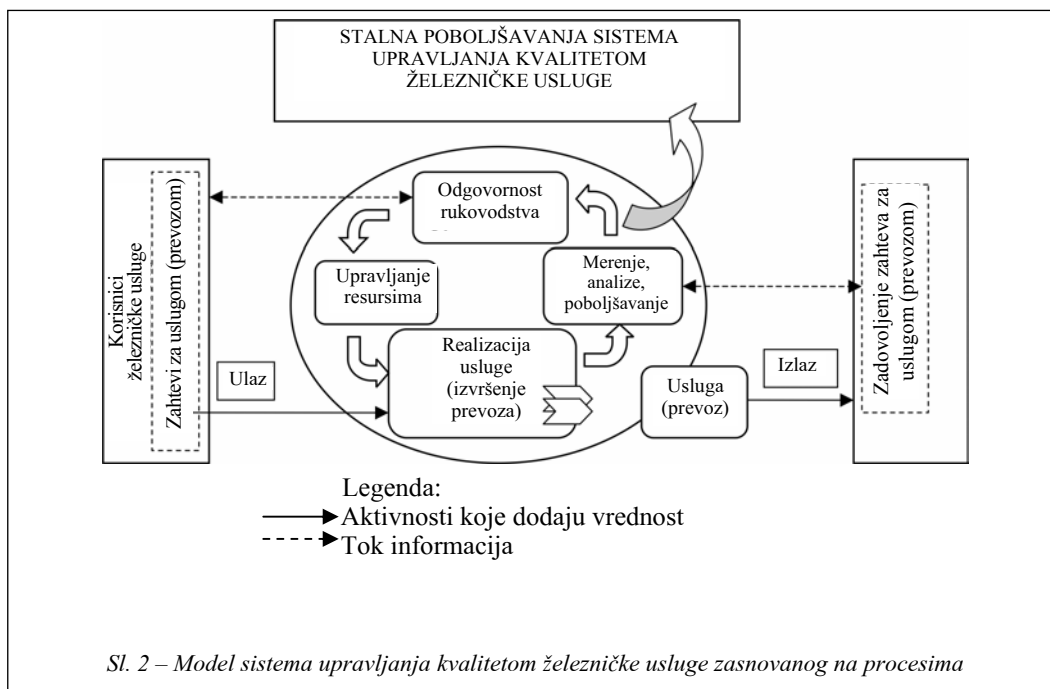 STALNA POBOLJŠAVANJA SISTEMA
UPRAVLJANJA KVALITETOM
ŽELEZNIČKE USLUGE
Korisnici
železničke usluge
Zahtevi za uslugom (prevozom)
Odgovornost
rukovodstva
Upravljanje
resursima
Merenje,
analize,
poboljšavanje
Realizacija
usluge
(izvršenje
prevoza)
Ulaz
Usluga
(prevoz)
Izlaz
Zadovoljenje zahteva za
uslugom (prevozom)
Legenda:
Aktivnosti koje dodaju vrednost
Tok informacija
Sl. 2 – Model sistema upravljanja kvalitetom železničke usluge zasnovanog na procesima